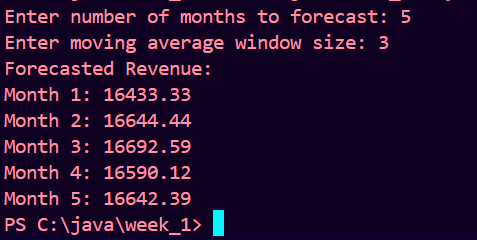 Enter number of months to forecast: 5
Enter moving average window size: 3
Forecasted Revenue:
Month 1: 16433.33
Month 2: 16644.44
Month 3: 16692.59
Month 4: 16590.12
Month 5: 16642.39
PS C:\java\week_1>